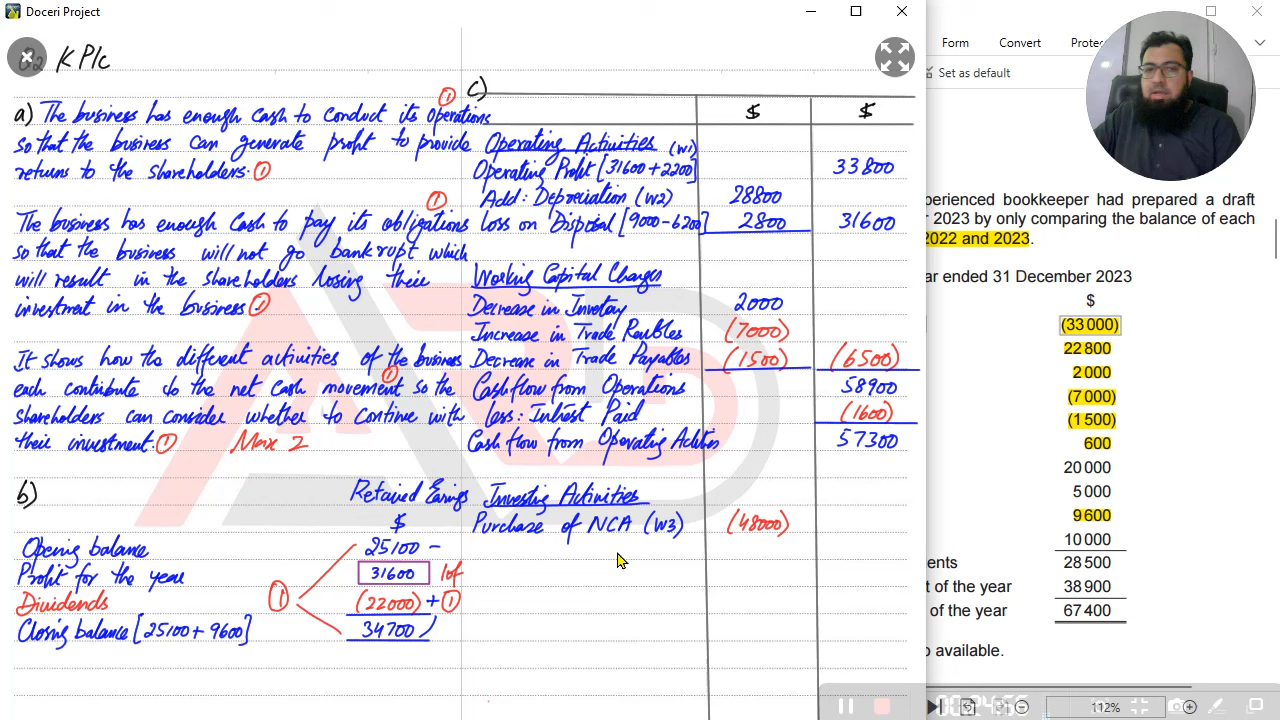 Doceri Project
K Plc
a) The business has enough cash to conduct its operations ①
so that the business can generate profit to provide
returns to the shareholders. ①
①
The business has enough cash to pay its obligations
so that the business will not go bankrupt which
will result in the shareholders losing their
investment in the business. ①
It shows how the different activities of the business
each contribute to the net cash movement ① so the
shareholders can consider whether to continue with
their investment. ① Max 2
b) Retained Earnings
$
Opening balance 25100 –
Profit for the year 31600 1of
Dividends ① (22000) + ①
Closing balance [25100 + 9600] 34700
c)
$ $
Operating Activities (W1)
Operating Profit [31600+2200] 33800
Add: Depreciation (W2) 28800
Loss on Disposal [9000-6200] 2800 31600
Working Capital Changes
Decrease in Inventory 2000
Increase in Trade Receivables (7000)
Decrease in Trade Payables (1500) (6500)
Cashflow from Operations 58900
Less: Interest Paid (1600)
Cash flow from Operating Activities 57300
Investing Activities
Purchase of NCA (W3) (48000)
Form Convert Protec
Set as default
perienced bookkeeper had prepared a draft
r 2023 by only comparing the balance of each
2022 and 2023.
ar ended 31 December 2023
$
(33 000)
22 800
2 000
(7 000)
(1 500)
600
20 000
5 000
9 600
10 000
ents 28 500
t of the year 38 900
of the year 67 400
o available.
112%